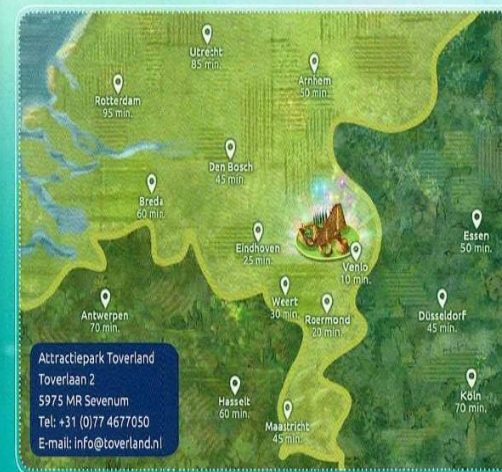 Utrecht
85 min.
Arnhem
50 min.
Rotterdam
95 min.
Den Bosch
45 min.
Breda
60 min.
Essen
50 min.
Eindhoven
25 min.
Venlo
10 min.
Weert
30 min.
Roermond
20 min.
Antwerpen
70 min.
Düsseldorf
45 min.
Hasselt
60 min.
Maastricht
45 min.
Köln
70 min.
Attractiepark Toverland
Toverlaan 2
5975 MR Sevenum
Tel: +31 (0)77 4677050
E-mail: info@toverland.nl